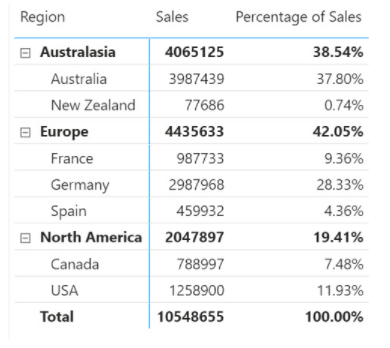 Region Sales Percentage of Sales
Australasia 4065125 38.54%
Australia 3987439 37.80%
New Zealand 77686 0.74%
Europe 4435633 42.05%
France 987733 9.36%
Germany 2987968 28.33%
Spain 459932 4.36%
North America 2047897 19.41%
Canada 788997 7.48%
USA 1258900 11.93%
Total 10548655 100.00%